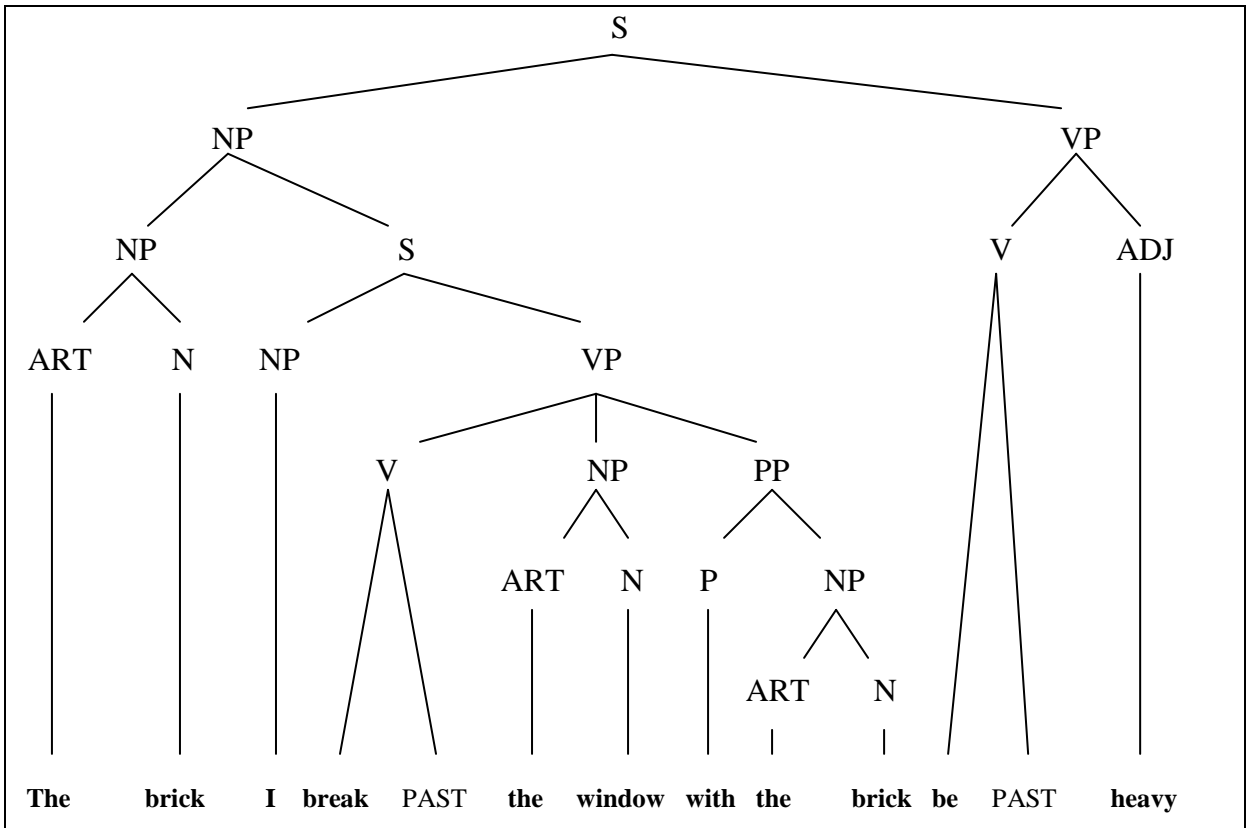 S
NP VP
NP S V ADJ
ART N NP VP
V NP PP
ART N P NP
ART N
The brick I break PAST the window with the brick be PAST heavy